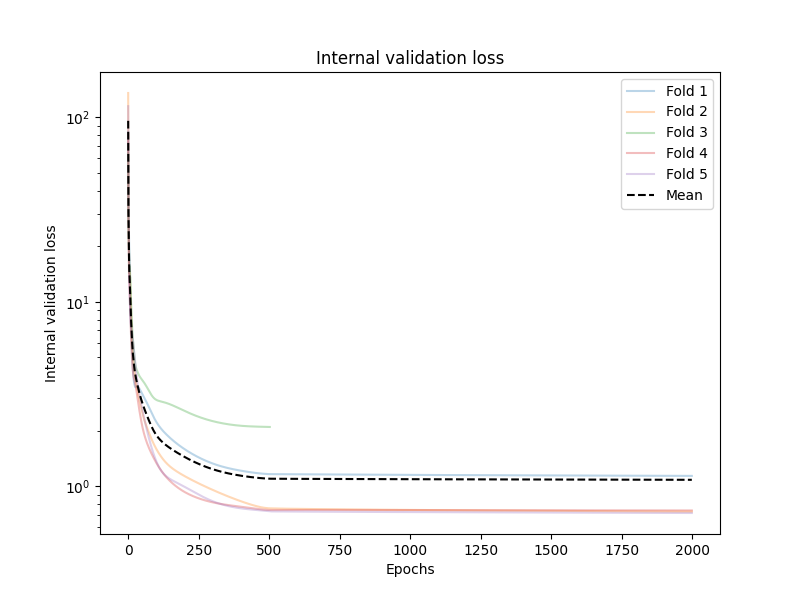 Internal validation loss
Fold 1
Fold 2
Fold 3
Fold 4
Fold 5
Mean
Internal validation loss
10²
10¹
10⁰
0 250 500 750 1000 1250 1500 1750 2000
Epochs